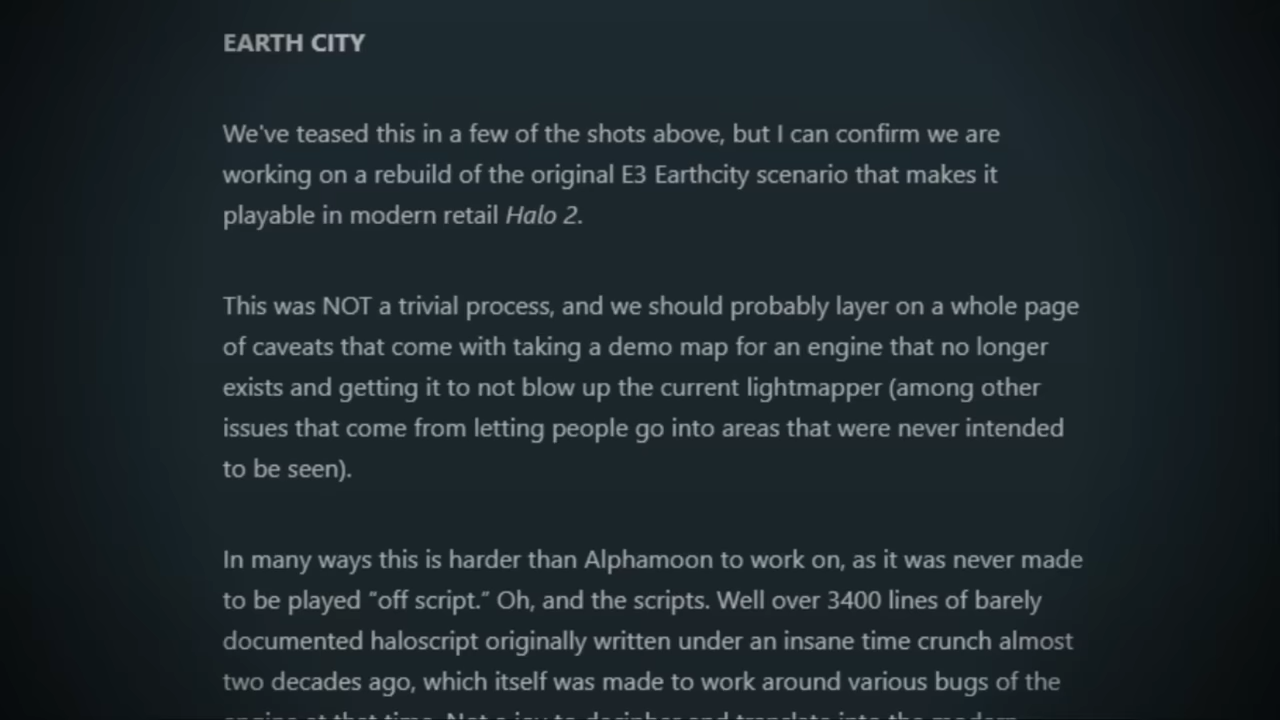 EARTH CITY
We've teased this in a few of the shots above, but I can confirm we are
working on a rebuild of the original E3 Earthcity scenario that makes it
playable in modern retail Halo 2.
This was NOT a trivial process, and we should probably layer on a whole page
of caveats that come with taking a demo map for an engine that no longer
exists and getting it to not blow up the current lightmapper (among other
issues that come from letting people go into areas that were never intended
to be seen).
In many ways this is harder than Alphamoon to work on, as it was never made
to be played “off script.” Oh, and the scripts. Well over 3400 lines of barely
documented haloscript originally written under an insane time crunch almost
two decades ago, which itself was made to work around various bugs of the